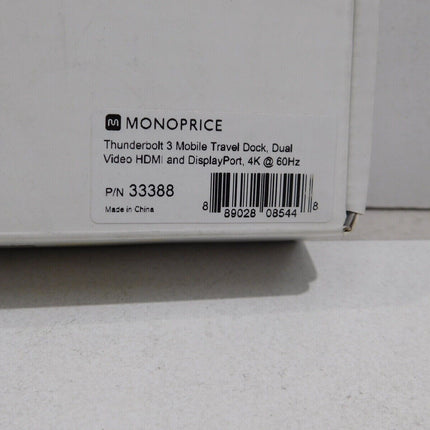 MONOPRICE
Thunderbolt 3 Mobile Travel Dock, Dual
Video HDMI and DisplayPort, 4K @ 60Hz
P/N 33388
Made in China
8 89028 08544 8